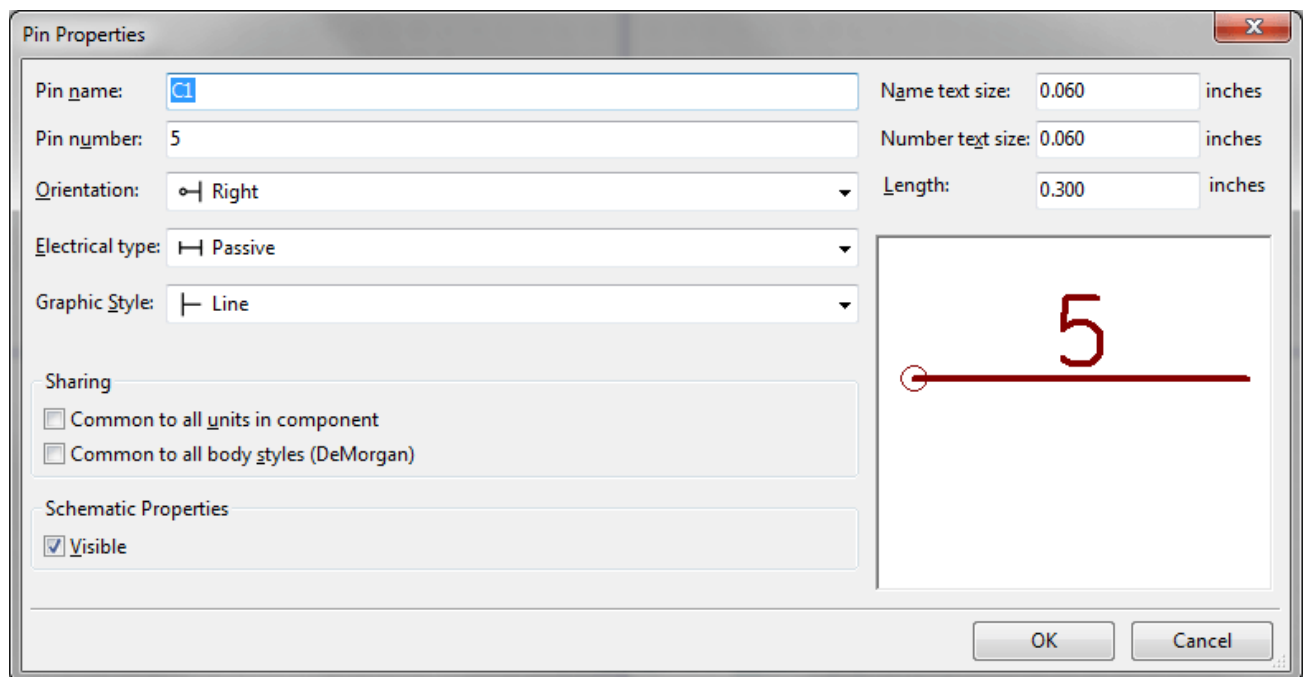 Pin Properties
Pin name: C1
Name text size: 0.060 inches
Pin number: 5
Number text size: 0.060 inches
Orientation: Right
Length: 0.300 inches
Electrical type: Passive
Graphic Style: Line
5
Sharing
Common to all units in component
Common to all body styles (DeMorgan)
Schematic Properties
Visible
OK
Cancel